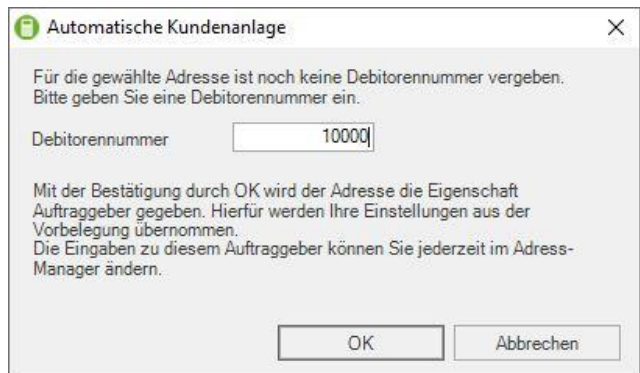 Automatische Kundenanlage
Für die gewählte Adresse ist noch keine Debitorennummer vergeben.
Bitte geben Sie eine Debitorennummer ein.
Debitorennummer 10000
Mit der Bestätigung durch OK wird der Adresse die Eigenschaft
Auftraggeber gegeben. Hierfür werden Ihre Einstellungen aus der
Vorbelegung übernommen.
Die Eingaben zu diesem Auftraggeber können Sie jederzeit im Adress-
Manager ändern.
OK Abbrechen